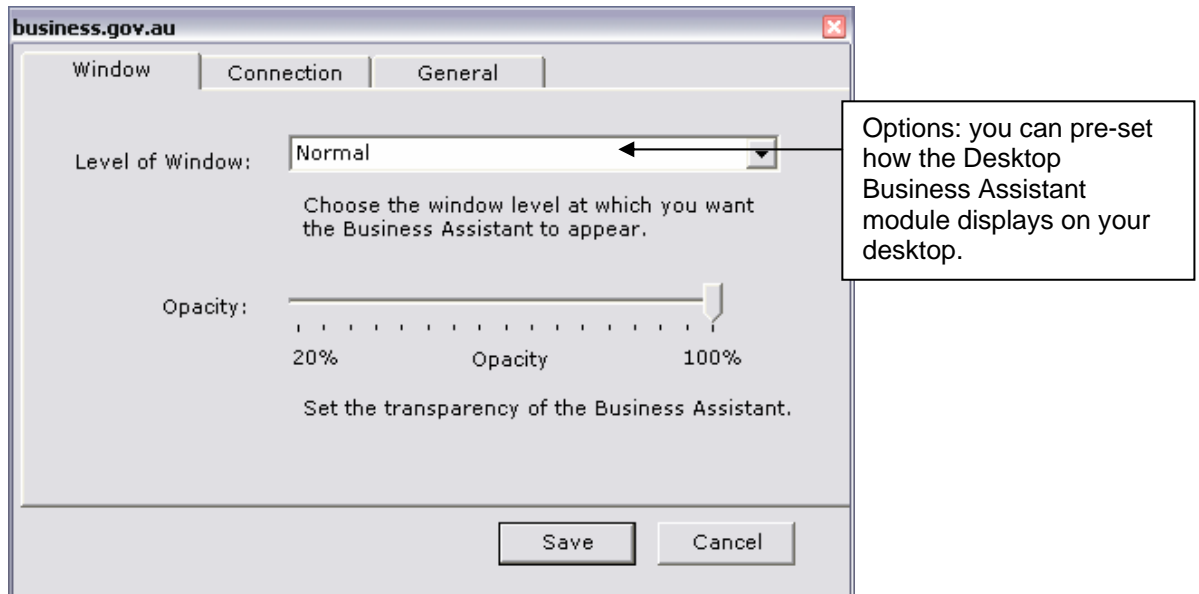 business.gov.au
Window
Connection
General
Level of Window:
Normal
Choose the window level at which you want
the Business Assistant to appear.
Opacity:
20%
Opacity
100%
Set the transparency of the Business Assistant.
Save
Cancel
Options: you can pre-set
how the Desktop
Business Assistant
module displays on your
desktop.